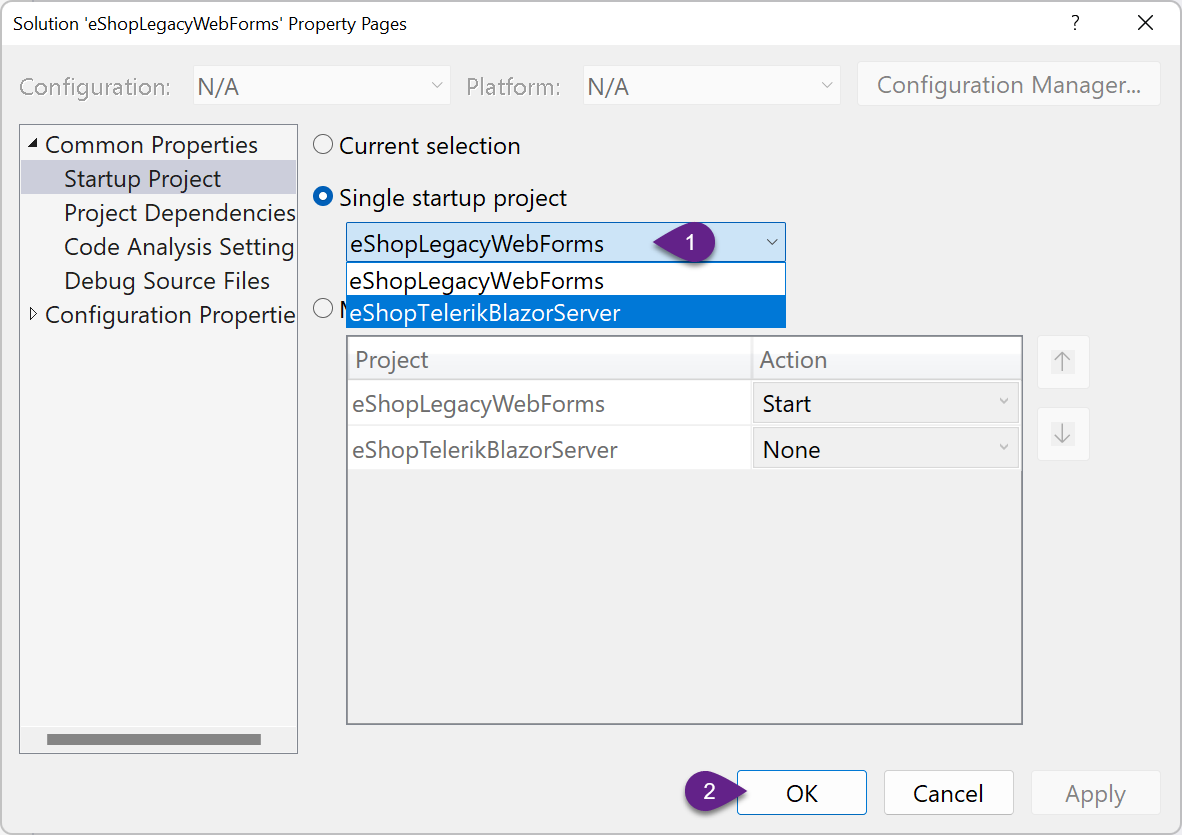 Solution 'eShopLegacyWebForms' Property Pages ?
Configuration: N/A Platform: N/A Configuration Manager...
Common Properties
Startup Project
Project Dependencies
Code Analysis Setting
Debug Source Files
Configuration Propertie
Current selection
Single startup project
eShopLegacyWebForms 1
eShopLegacyWebForms
eShopTelerikBlazorServer
Project Action
eShopLegacyWebForms Start
eShopTelerikBlazorServer None
2 OK Cancel Apply